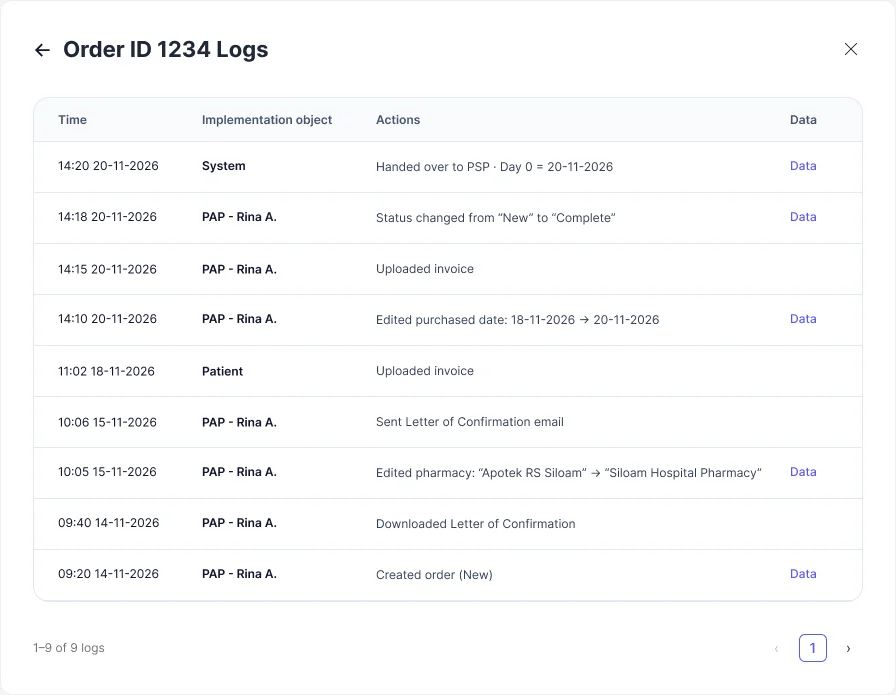 ← Order ID 1234 Logs ×
Time Implementation object Actions Data
14:20 20-11-2026 System Handed over to PSP · Day 0 = 20-11-2026 Data
14:18 20-11-2026 PAP - Rina A. Status changed from “New” to “Complete” Data
14:15 20-11-2026 PAP - Rina A. Uploaded invoice
14:10 20-11-2026 PAP - Rina A. Edited purchased date: 18-11-2026 → 20-11-2026 Data
11:02 18-11-2026 Patient Uploaded invoice
10:06 15-11-2026 PAP - Rina A. Sent Letter of Confirmation email
10:05 15-11-2026 PAP - Rina A. Edited pharmacy: “Apotek RS Siloam” → “Siloam Hospital Pharmacy” Data
09:40 14-11-2026 PAP - Rina A. Downloaded Letter of Confirmation
09:20 14-11-2026 PAP - Rina A. Created order (New) Data
1–9 of 9 logs ‹ 1 ›